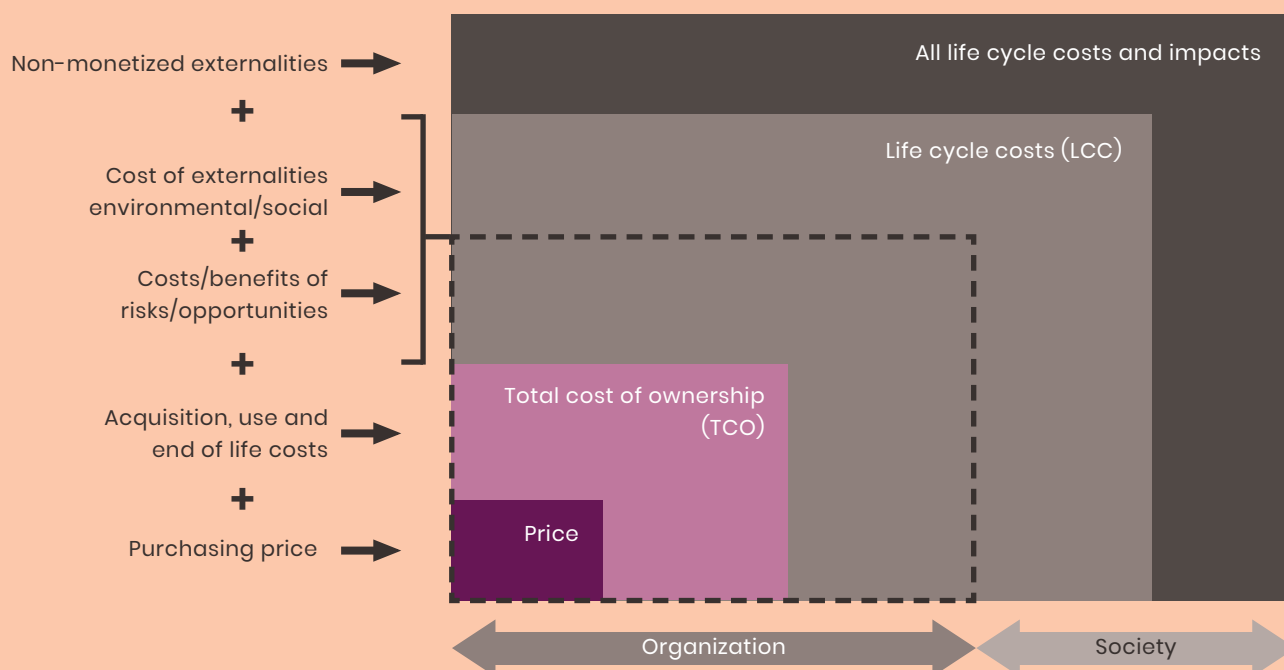 Non-monetized externalities
+
Cost of externalities
environmental/social
+
Costs/benefits of
risks/opportunities
+
Acquisition, use and
end of life costs
+
Purchasing price
All life cycle costs and impacts
Life cycle costs (LCC)
Total cost of ownership
(TCO)
Price
Organization
Society